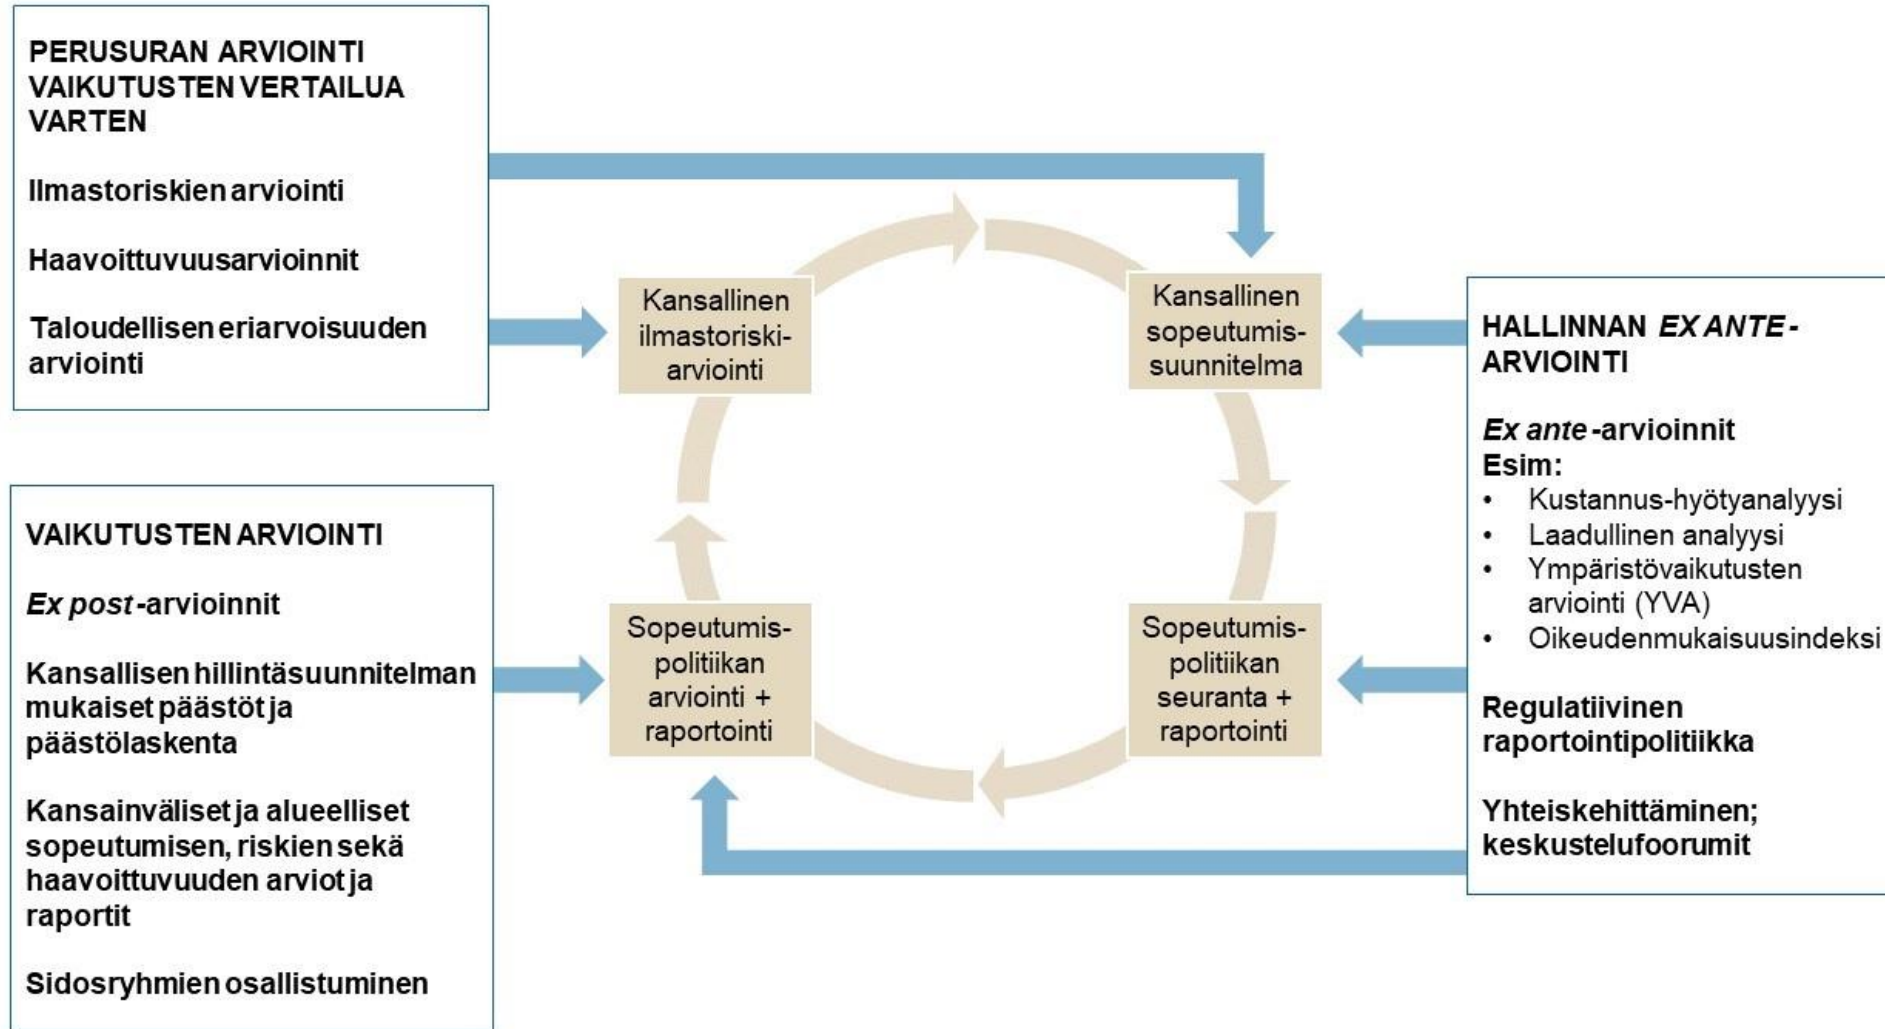 PERUSURAN ARVIOINTI
VAIKUTUSTEN VERTAILUA
VARTEN
Ilmastoriskien arviointi
Haavoittuvuusarvioinnit
Taloudellisen eriarvoisuuden
arviointi
Kansallinen
ilmastoriski-
arviointi
Kansallinen
sopeutumis-
suunnitelma
HALLINNAN EX ANTE-
ARVIOINTI
Ex ante-arvioinnit
Esim:
• Kustannus-hyötyanalyysi
• Laadullinen analyysi
• Ympäristövaikutusten
arviointi (YVA)
• Oikeudenmukaisuusindeksi
Regulatiivinen
raportointipolitiikka
Yhteiskehittäminen;
keskustelufoorumit
VAIKUTUSTEN ARVIOINTI
Ex post-arvioinnit
Kansallisen hillintäsuunnitelman
mukaiset päästöt ja
päästölaskenta
Kansainväliset ja alueelliset
sopeutumisen, riskien sekä
haavoittuvuuden arviot ja
raportit
Sidosryhmien osallistuminen
Sopeutumis-
politiikan
arviointi +
raportointi
Sopeutumis-
politiikan
seuranta +
raportointi